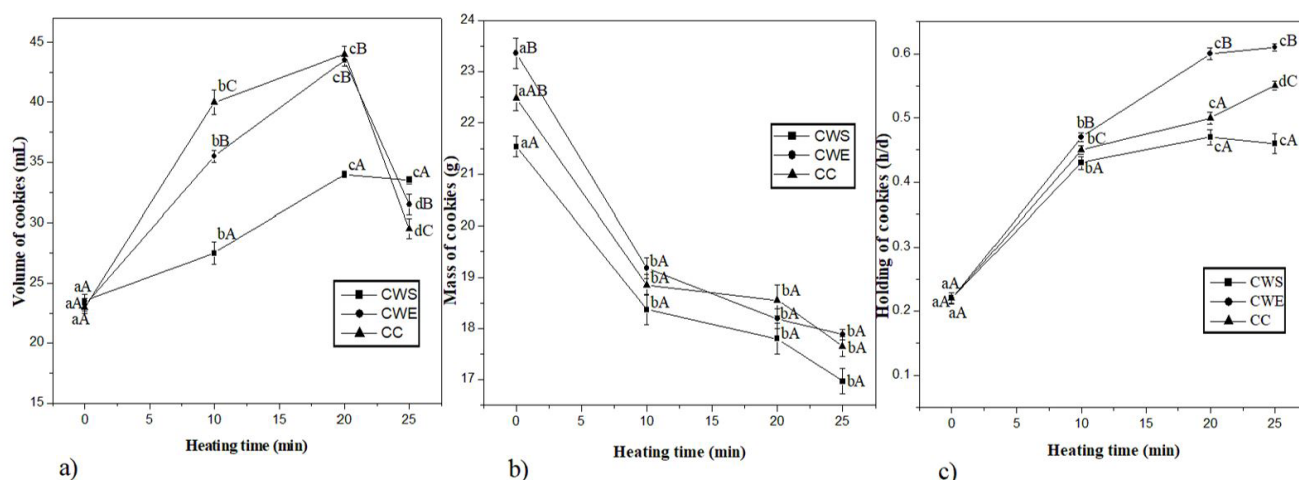 45
40
35
30
25
20
15
Volume of cookies (mL)
bC
bB
bA
cB
cB
cA
cA
dB
dC
aA
aA
aA
CWS
CWE
CC
0 5 10 15 20 25
Heating time (min)
a)
24
23
22
21
20
19
18
17
Mass of cookies (g)
aB
aAB
aA
bA
bA
bA
bA
bA
bA
bA
bA
bA
CWS
CWE
CC
0 5 10 15 20 25
Heating time (min)
b)
0.6
0.5
0.4
0.3
0.2
0.1
Holding of cookies (h/d)
cB
cB
dC
cA
bB
bC
bA
cA
cA
aA
aA
aA
CWS
CWE
CC
0 5 10 15 20 25
Heating time (min)
c)